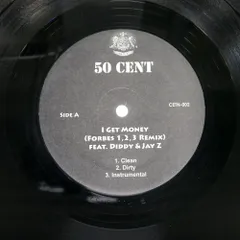 50 CENT
SIDE A
CETH-002
I GET MONEY
(FORBES 1,2,3 REMIX)
FEAT. DIDDY & JAY Z
1. Clean
2. Dirty
3. Instrumental